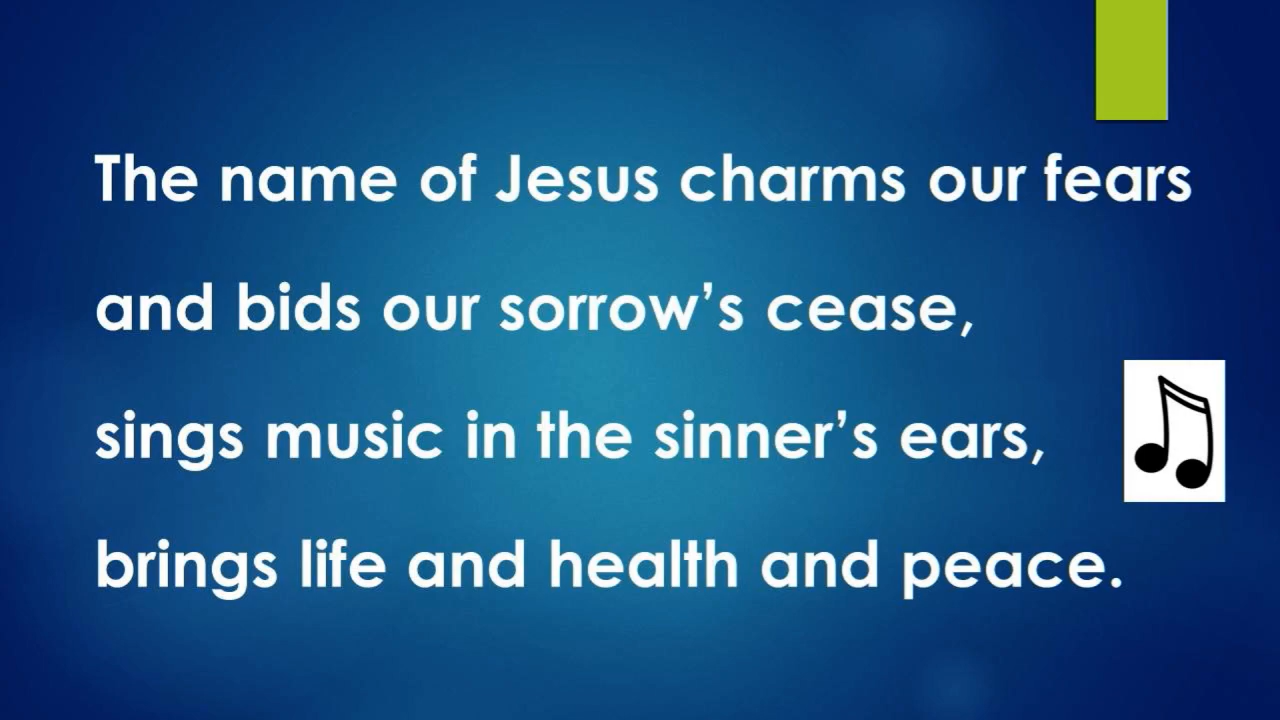 The name of Jesus charms our fears
and bids our sorrow’s cease,
sings music in the sinner’s ears,
brings life and health and peace.